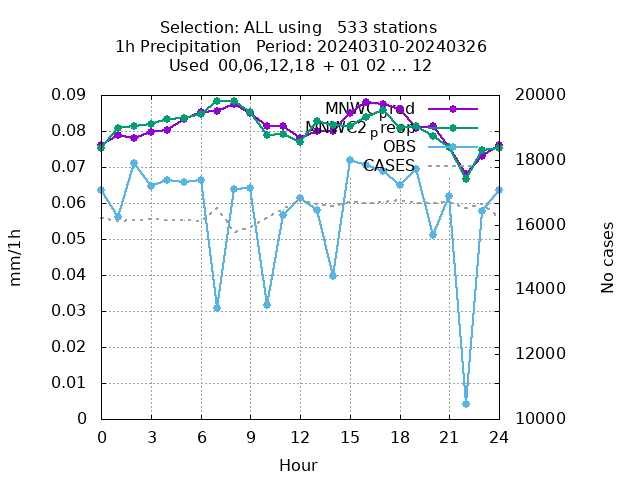 Selection: ALL using   533 stations
1h Precipitation   Period: 20240310-20240326
Used  00,06,12,18  + 01 02 ... 12
0.09
0.08
0.07
0.06
0.05
0.04
0.03
0.02
0.01
0
20000
18000
16000
14000
12000
10000
MNWC
MNWC2
OBS
CASES
mm/1h
No cases
0 3 6 9 12 15 18 21 24
Hour